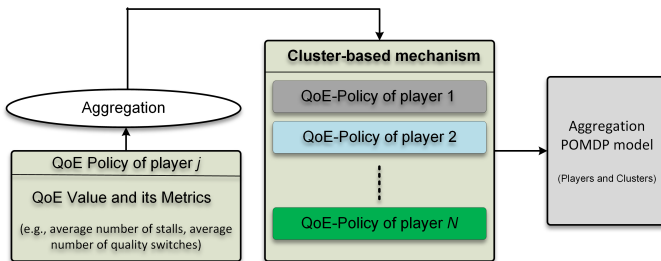 Aggregation
QoE Policy of player j
QoE Value and its Metrics
(e.g., average number of stalls, average
number of quality switches)
Cluster-based mechanism
QoE-Policy of player 1
QoE-Policy of player 2
QoE-Policy of player N
Aggregation
POMDP model
(Players and Clusters)